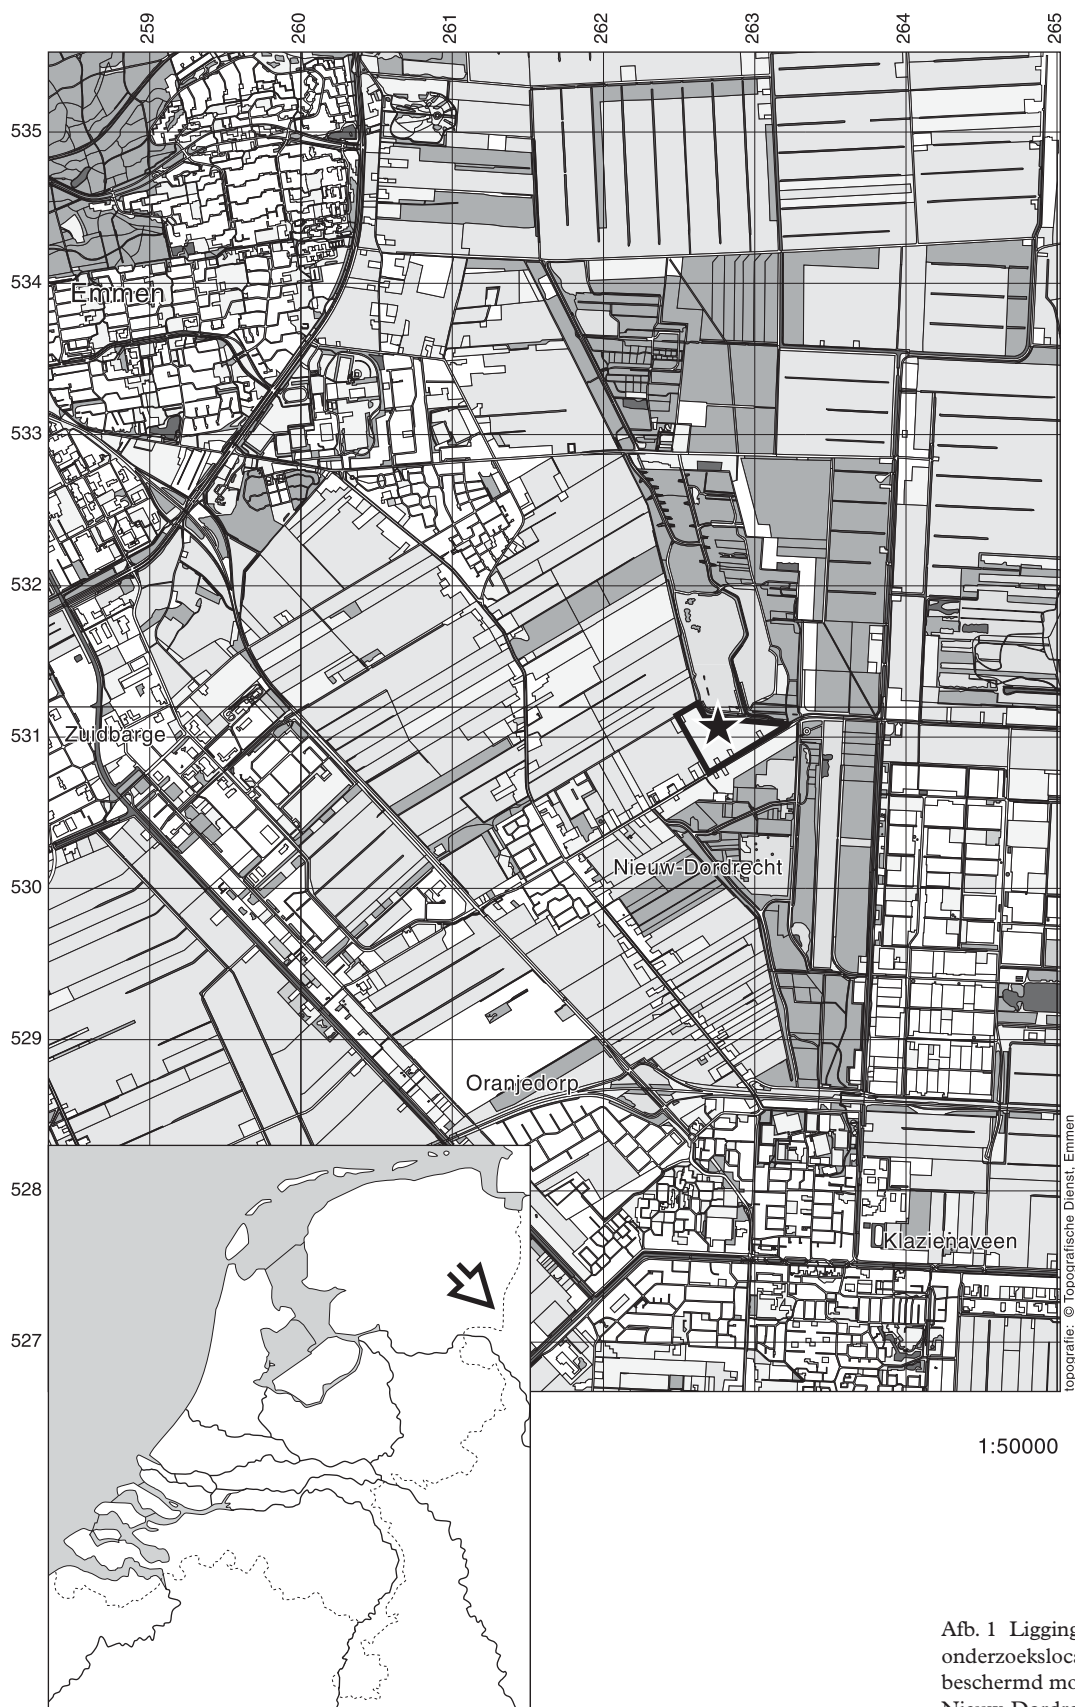 259
260
261
262
263
264
265
535
534
533
532
531
530
529
528
527
Emmen
Zuidbarge
Nieuw-Dordrecht
Oranjedorp
Klazienaveen
topografie: © Topografische Dienst, Emmen
1:50000
Afb. 1 Ligging
onderzoeksloca
beschermd mo